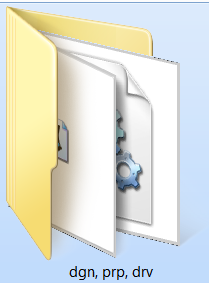 dgn, prp, drv